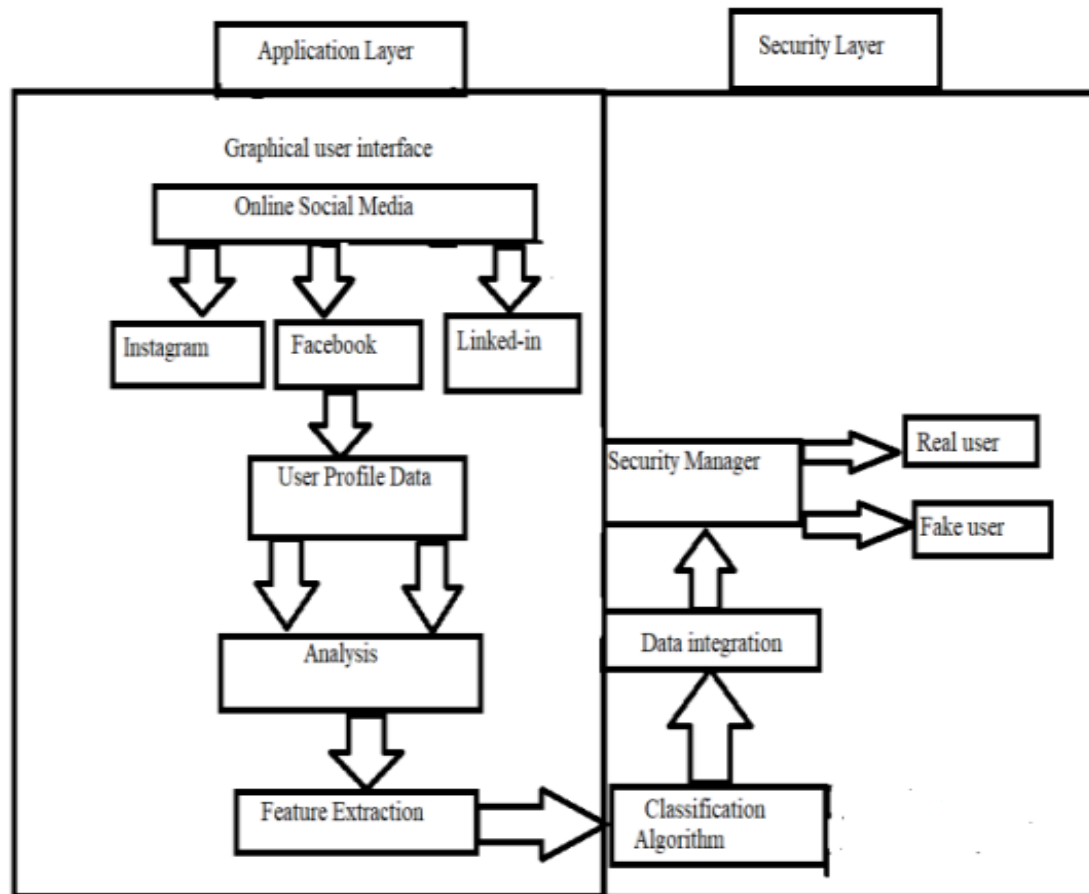 Application Layer
Security Layer
Graphical user interface
Online Social Media
Instagram
Facebook
Linked-in
User Profile Data
Security Manager
Real user
Fake user
Analysis
Data integration
Feature Extraction
Classification
Algorithm